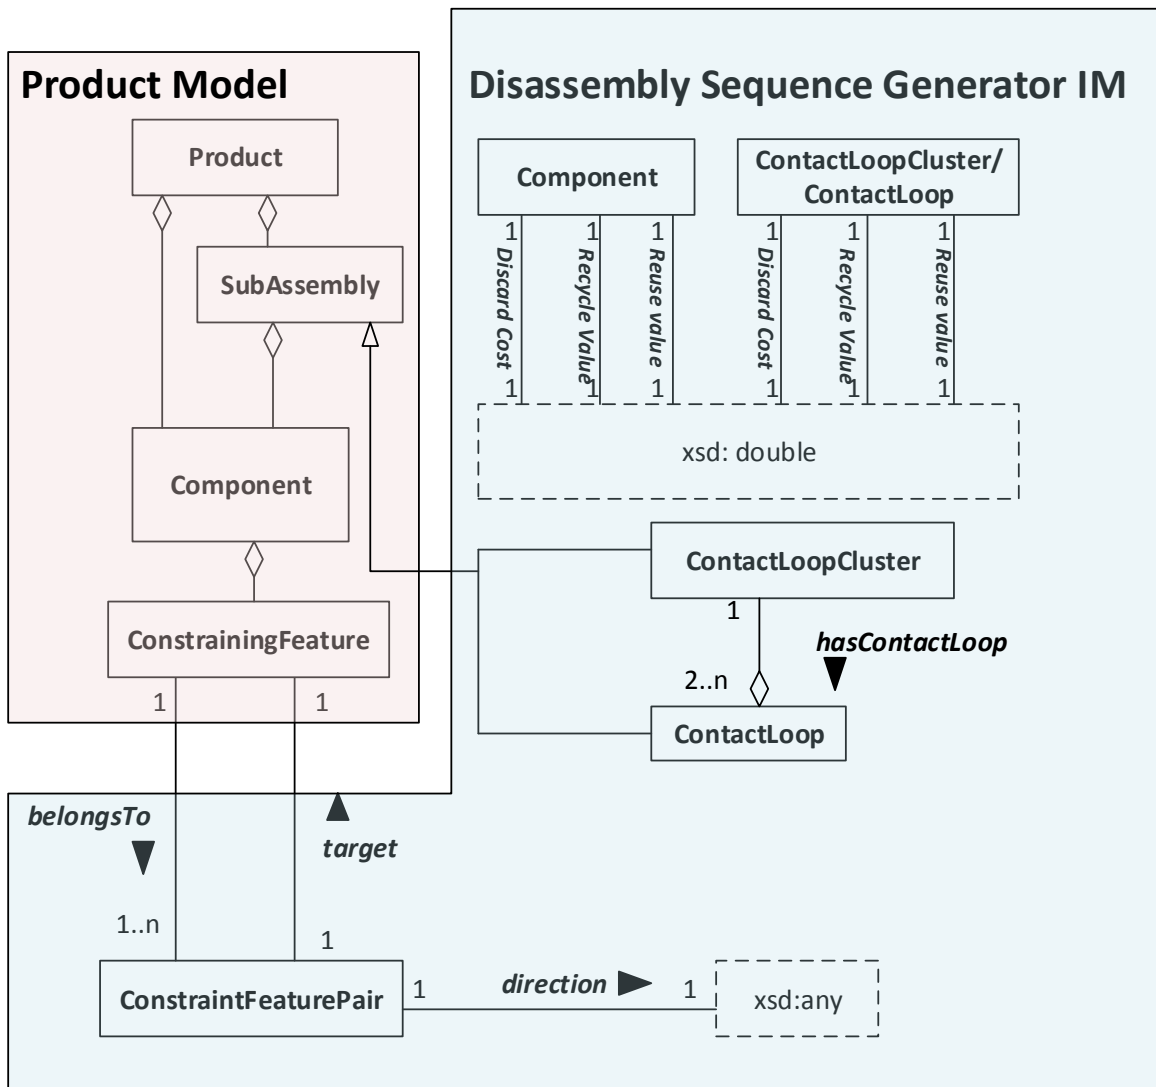 Product Model
Product
SubAssembly
Component
ConstrainingFeature
1
1
Disassembly Sequence Generator IM
Component
ContactLoopCluster/
ContactLoop
1
1
1
1
1
1
Discard Cost
Recycle Value
Reuse value
Discard Cost
Recycle Value
Reuse value
1
1
1
1
1
1
xsd: double
ContactLoopCluster
1
hasContactLoop
2..n
ContactLoop
belongsTo
target
1..n
1
ConstraintFeaturePair
1
direction
1
xsd:any